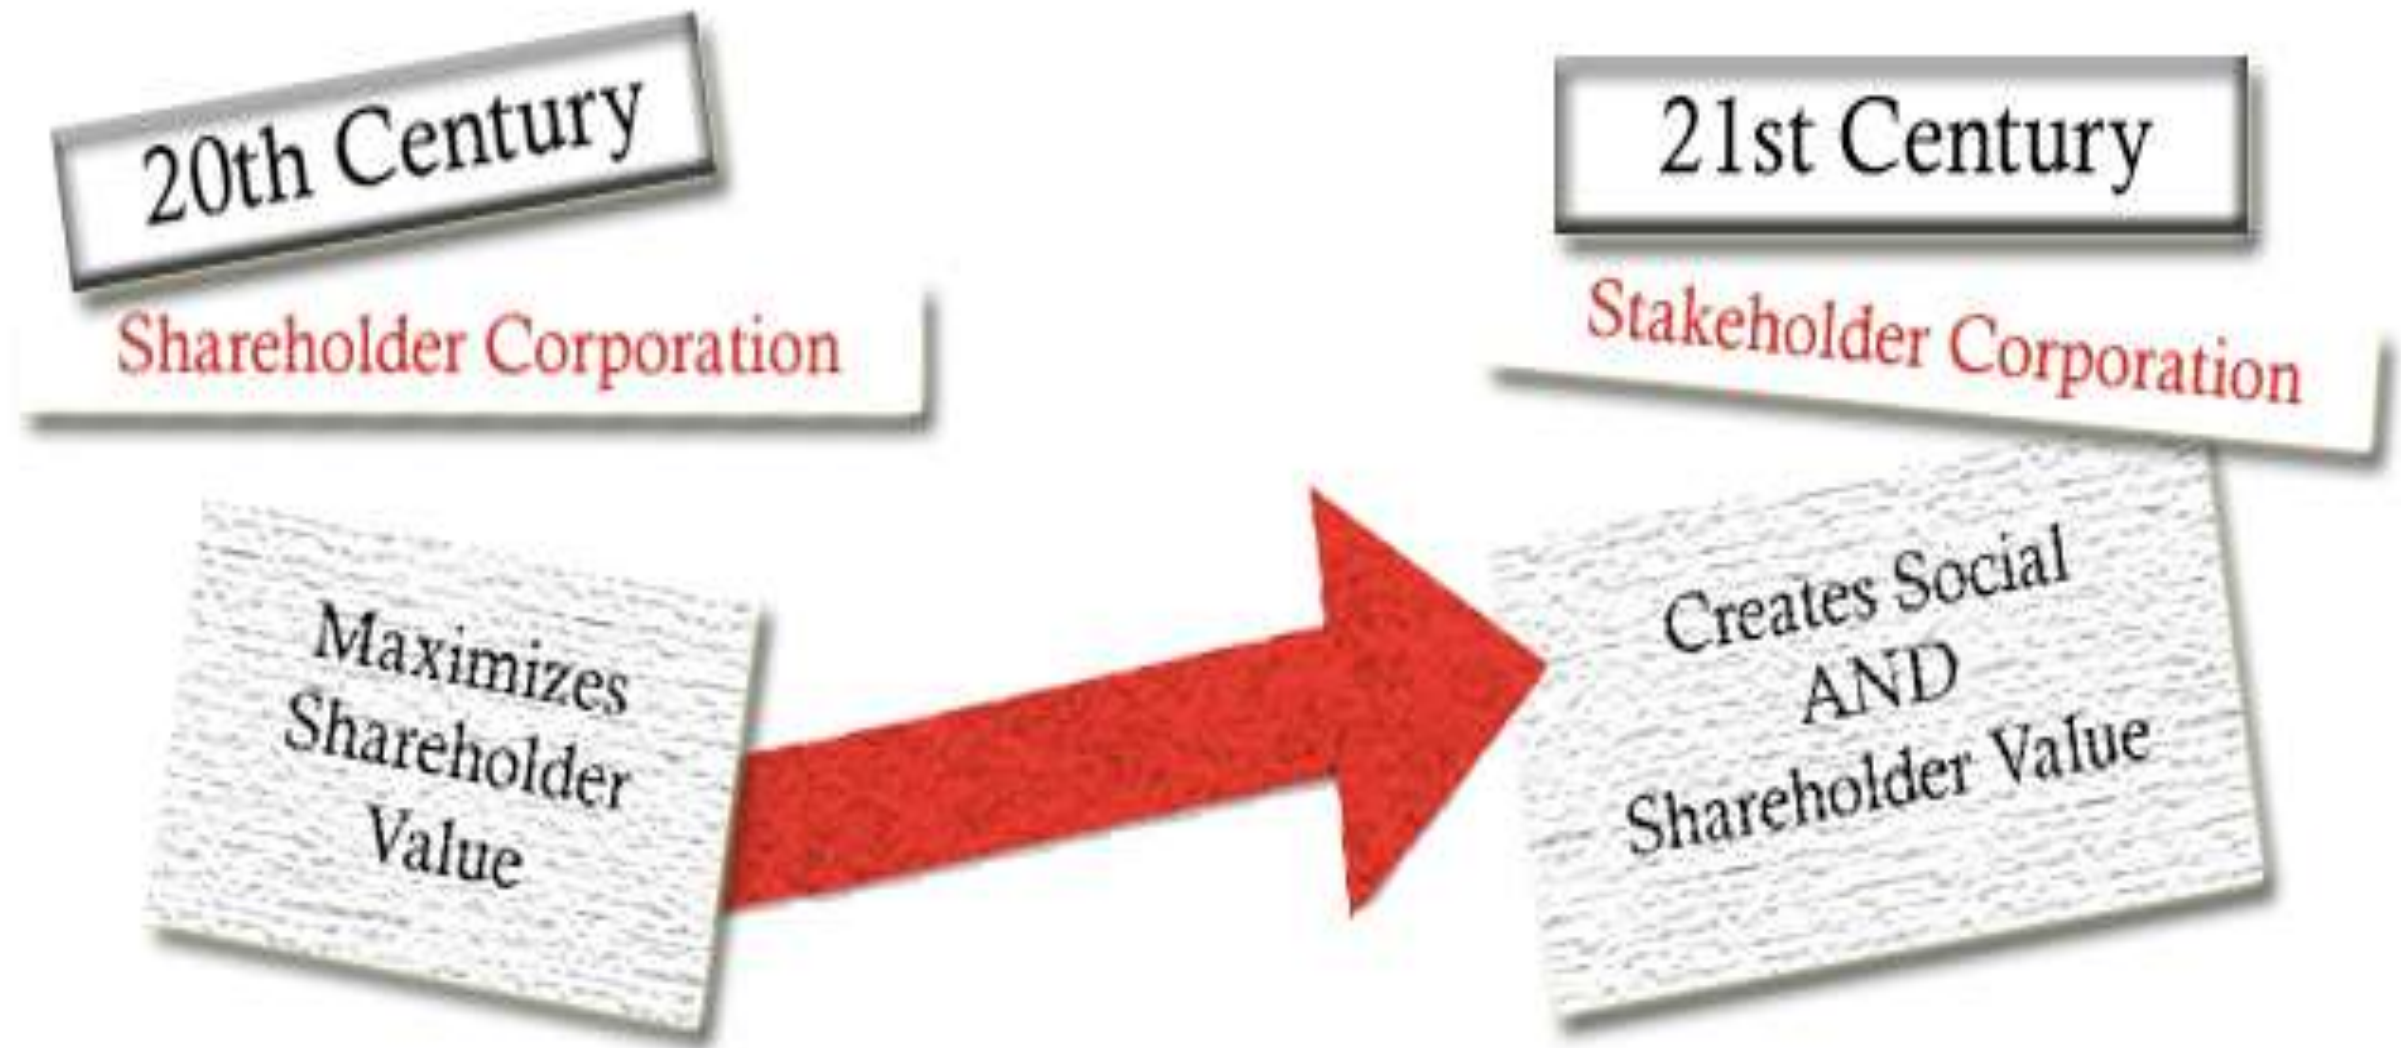 20th Century
Shareholder Corporation
Maximizes
Shareholder
Value
21st Century
Stakeholder Corporation
Creates Social
AND
Shareholder Value